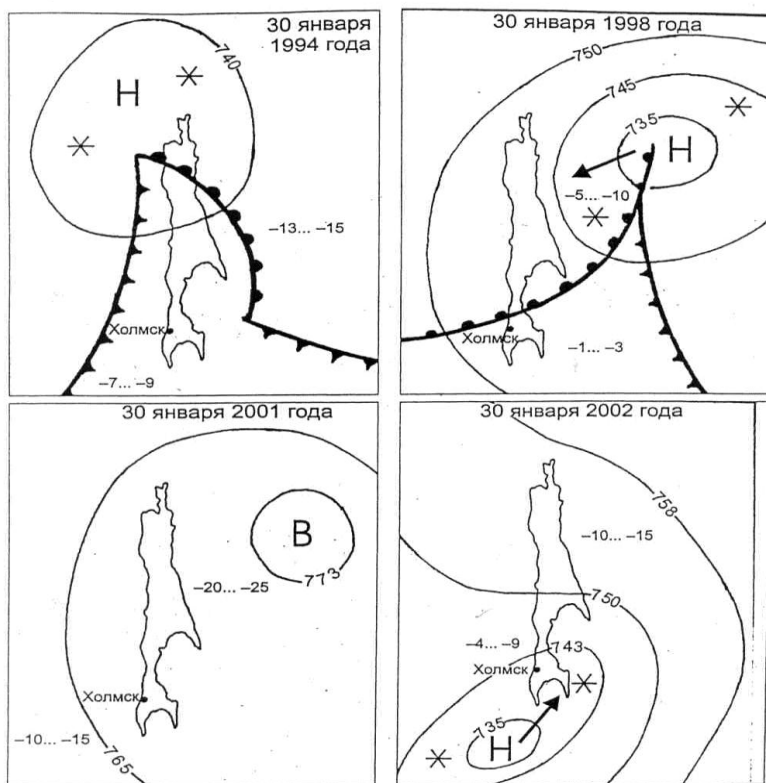 30 января
1994 года
740
Н
–13... –15
Холмск
–7... –9
30 января 1998 года
750
745
735
Н
–5... –10
Холмск
–1 ... –3
30 января 2001 года
В
773
–20... –25
Холмск
–10... –15
765
30 января 2002 года
758
–10... –15
750
–4... –9
743
Холмск
735
Н